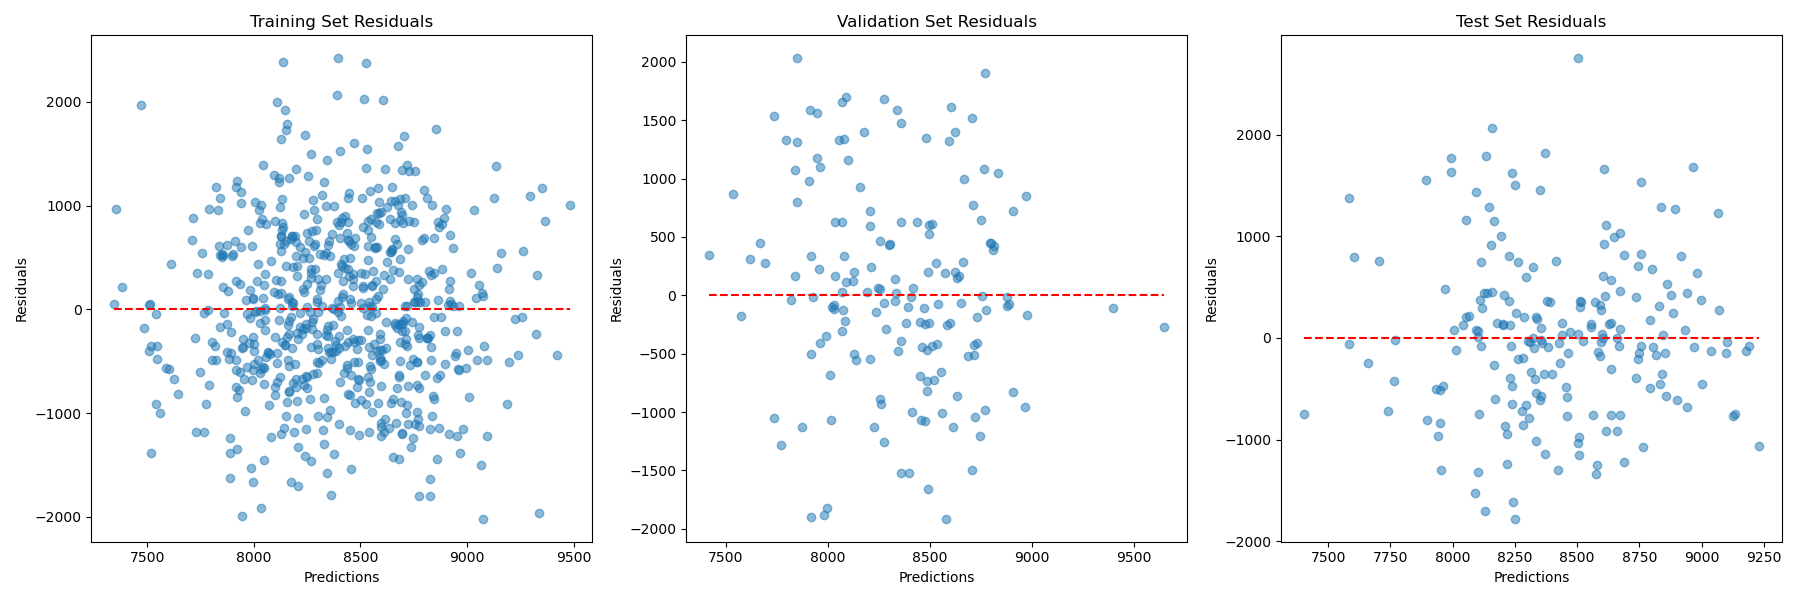 Training Set Residuals
Residuals
2000
1000
0
−1000
−2000
7500 8000 8500 9000 9500
Predictions
Validation Set Residuals
Residuals
2000
1500
1000
500
0
−500
−1000
−1500
−2000
7500 8000 8500 9000 9500
Predictions
Test Set Residuals
Residuals
2000
1000
0
−1000
−2000
7500 7750 8000 8250 8500 8750 9000 9250
Predictions